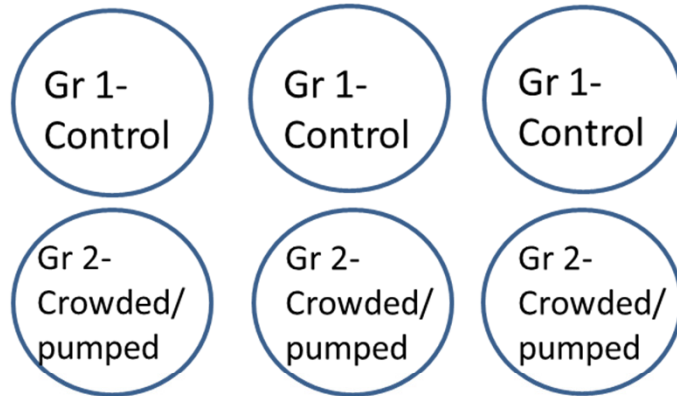 Gr 1-
Control
Gr 1-
Control
Gr 1-
Control
Gr 2-
Crowded/
pumped
Gr 2-
Crowded/
pumped
Gr 2-
Crowded/
pumped